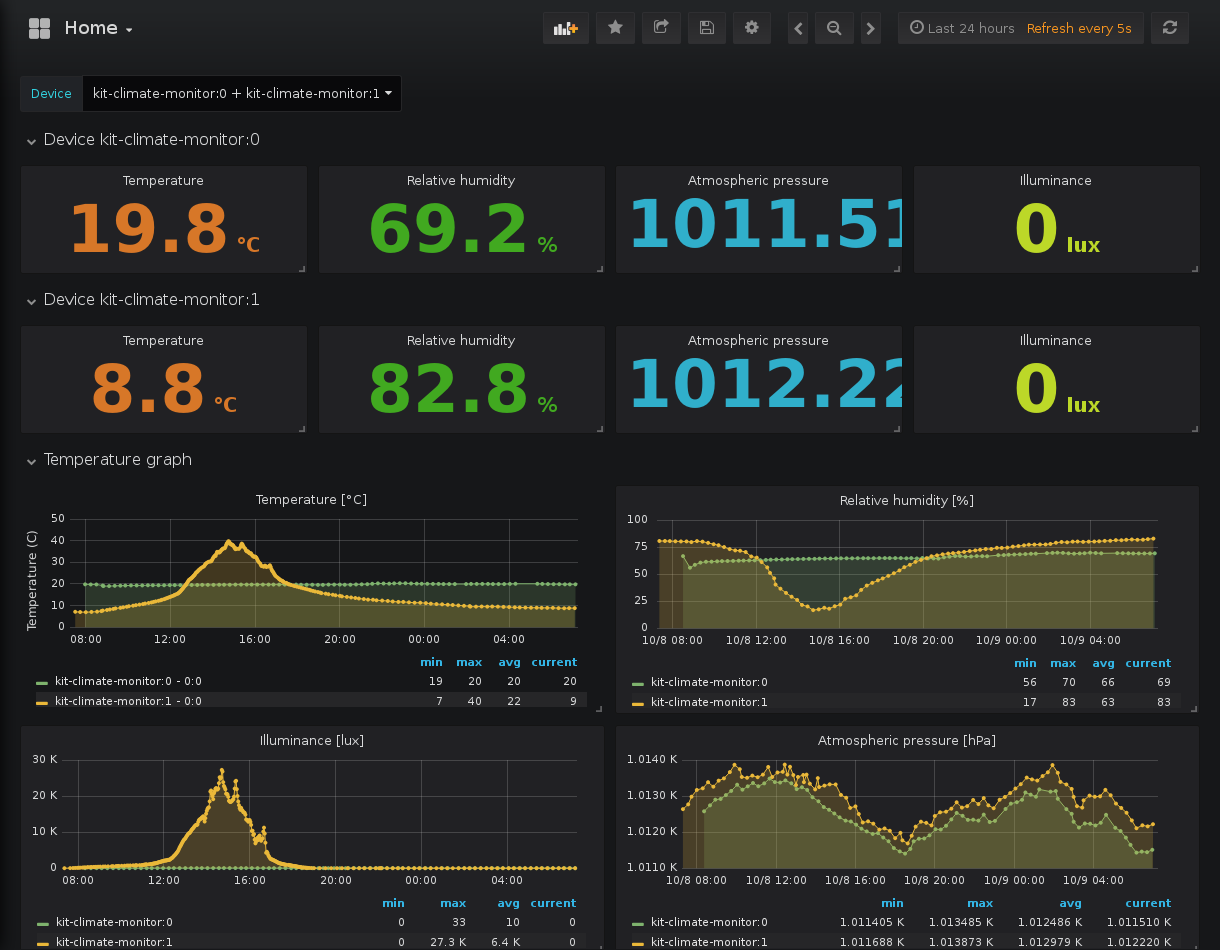 Home
Last 24 hours Refresh every 5s
Device kit-climate-monitor:0 + kit-climate-monitor:1
Device kit-climate-monitor:0
Temperature Relative humidity Atmospheric pressure Illuminance
19.8 °C 69.2 % 1011.51 0 lux
Device kit-climate-monitor:1
Temperature Relative humidity Atmospheric pressure Illuminance
8.8 °C 82.8 % 1012.22 0 lux
Temperature graph
Temperature [°C]
Temperature (C)
50
40
30
20
10
0
08:00 12:00 16:00 20:00 00:00 04:00
min max avg current
kit-climate-monitor:0 - 0:0 19 20 20 20
kit-climate-monitor:1 - 0:0 7 40 22 9
Relative humidity [%]
100
75
50
25
0
10/8 08:00 10/8 12:00 10/8 16:00 10/8 20:00 10/9 00:00 10/9 04:00
min max avg current
kit-climate-monitor:0 56 70 66 69
kit-climate-monitor:1 17 83 63 83
Illuminance [lux]
30 K
20 K
10 K
0
08:00 12:00 16:00 20:00 00:00 04:00
min max avg current
kit-climate-monitor:0 0 33 10 0
kit-climate-monitor:1 0 27.3 K 6.4 K 0
Atmospheric pressure [hPa]
1.0140 K
1.0130 K
1.0120 K
1.0110 K
10/8 08:00 10/8 12:00 10/8 16:00 10/8 20:00 10/9 00:00 10/9 04:00
min max avg current
kit-climate-monitor:0 1.011405 K 1.013485 K 1.012486 K 1.011510 K
kit-climate-monitor:1 1.011688 K 1.013873 K 1.012979 K 1.012220 K